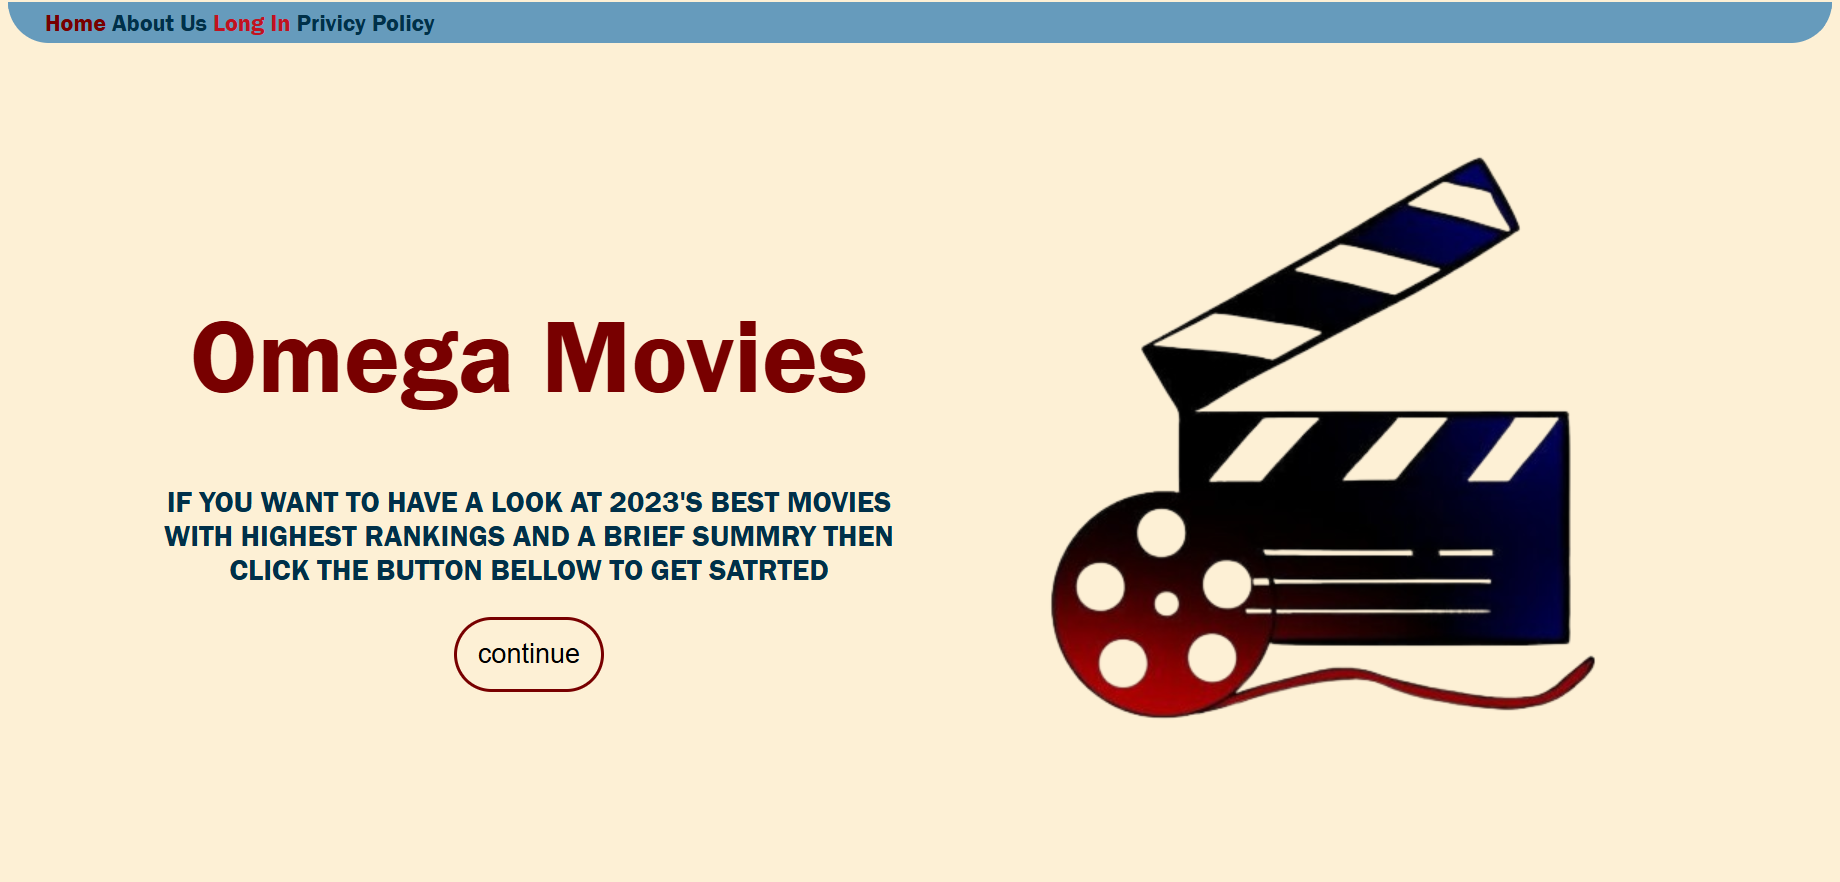 Home About Us Long In Privicy Policy
Omega Movies
IF YOU WANT TO HAVE A LOOK AT 2023'S BEST MOVIES
WITH HIGHEST RANKINGS AND A BRIEF SUMMRY THEN
CLICK THE BUTTON BELLOW TO GET SATRTED
continue